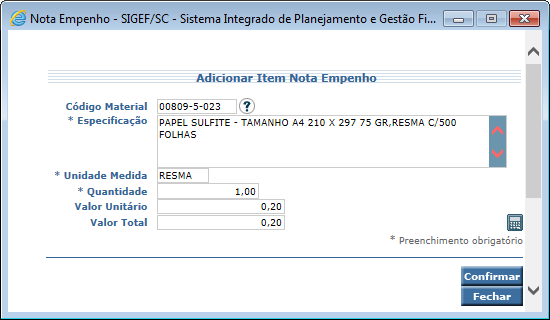 Nota Empenho - SIGEF/SC - Sistema Integrado de Planejamento e Gestão Fi...
Adicionar Item Nota Empenho
Código Material 00809-5-023 ?
* Especificação PAPEL SULFITE - TAMANHO A4 210 X 297 75 GR,RESMA C/500
FOLHAS
* Unidade Medida RESMA
* Quantidade 1,00
Valor Unitário 0,20
Valor Total 0,20
* Preenchimento obrigatório
Confirmar
Fechar